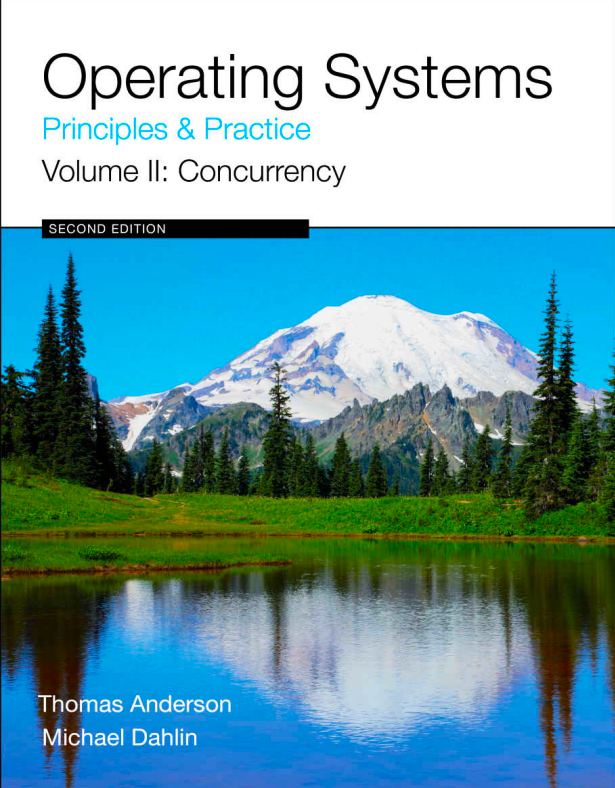 Operating Systems
Principles & Practice
Volume II: Concurrency
SECOND EDITION
Thomas Anderson
Michael Dahlin